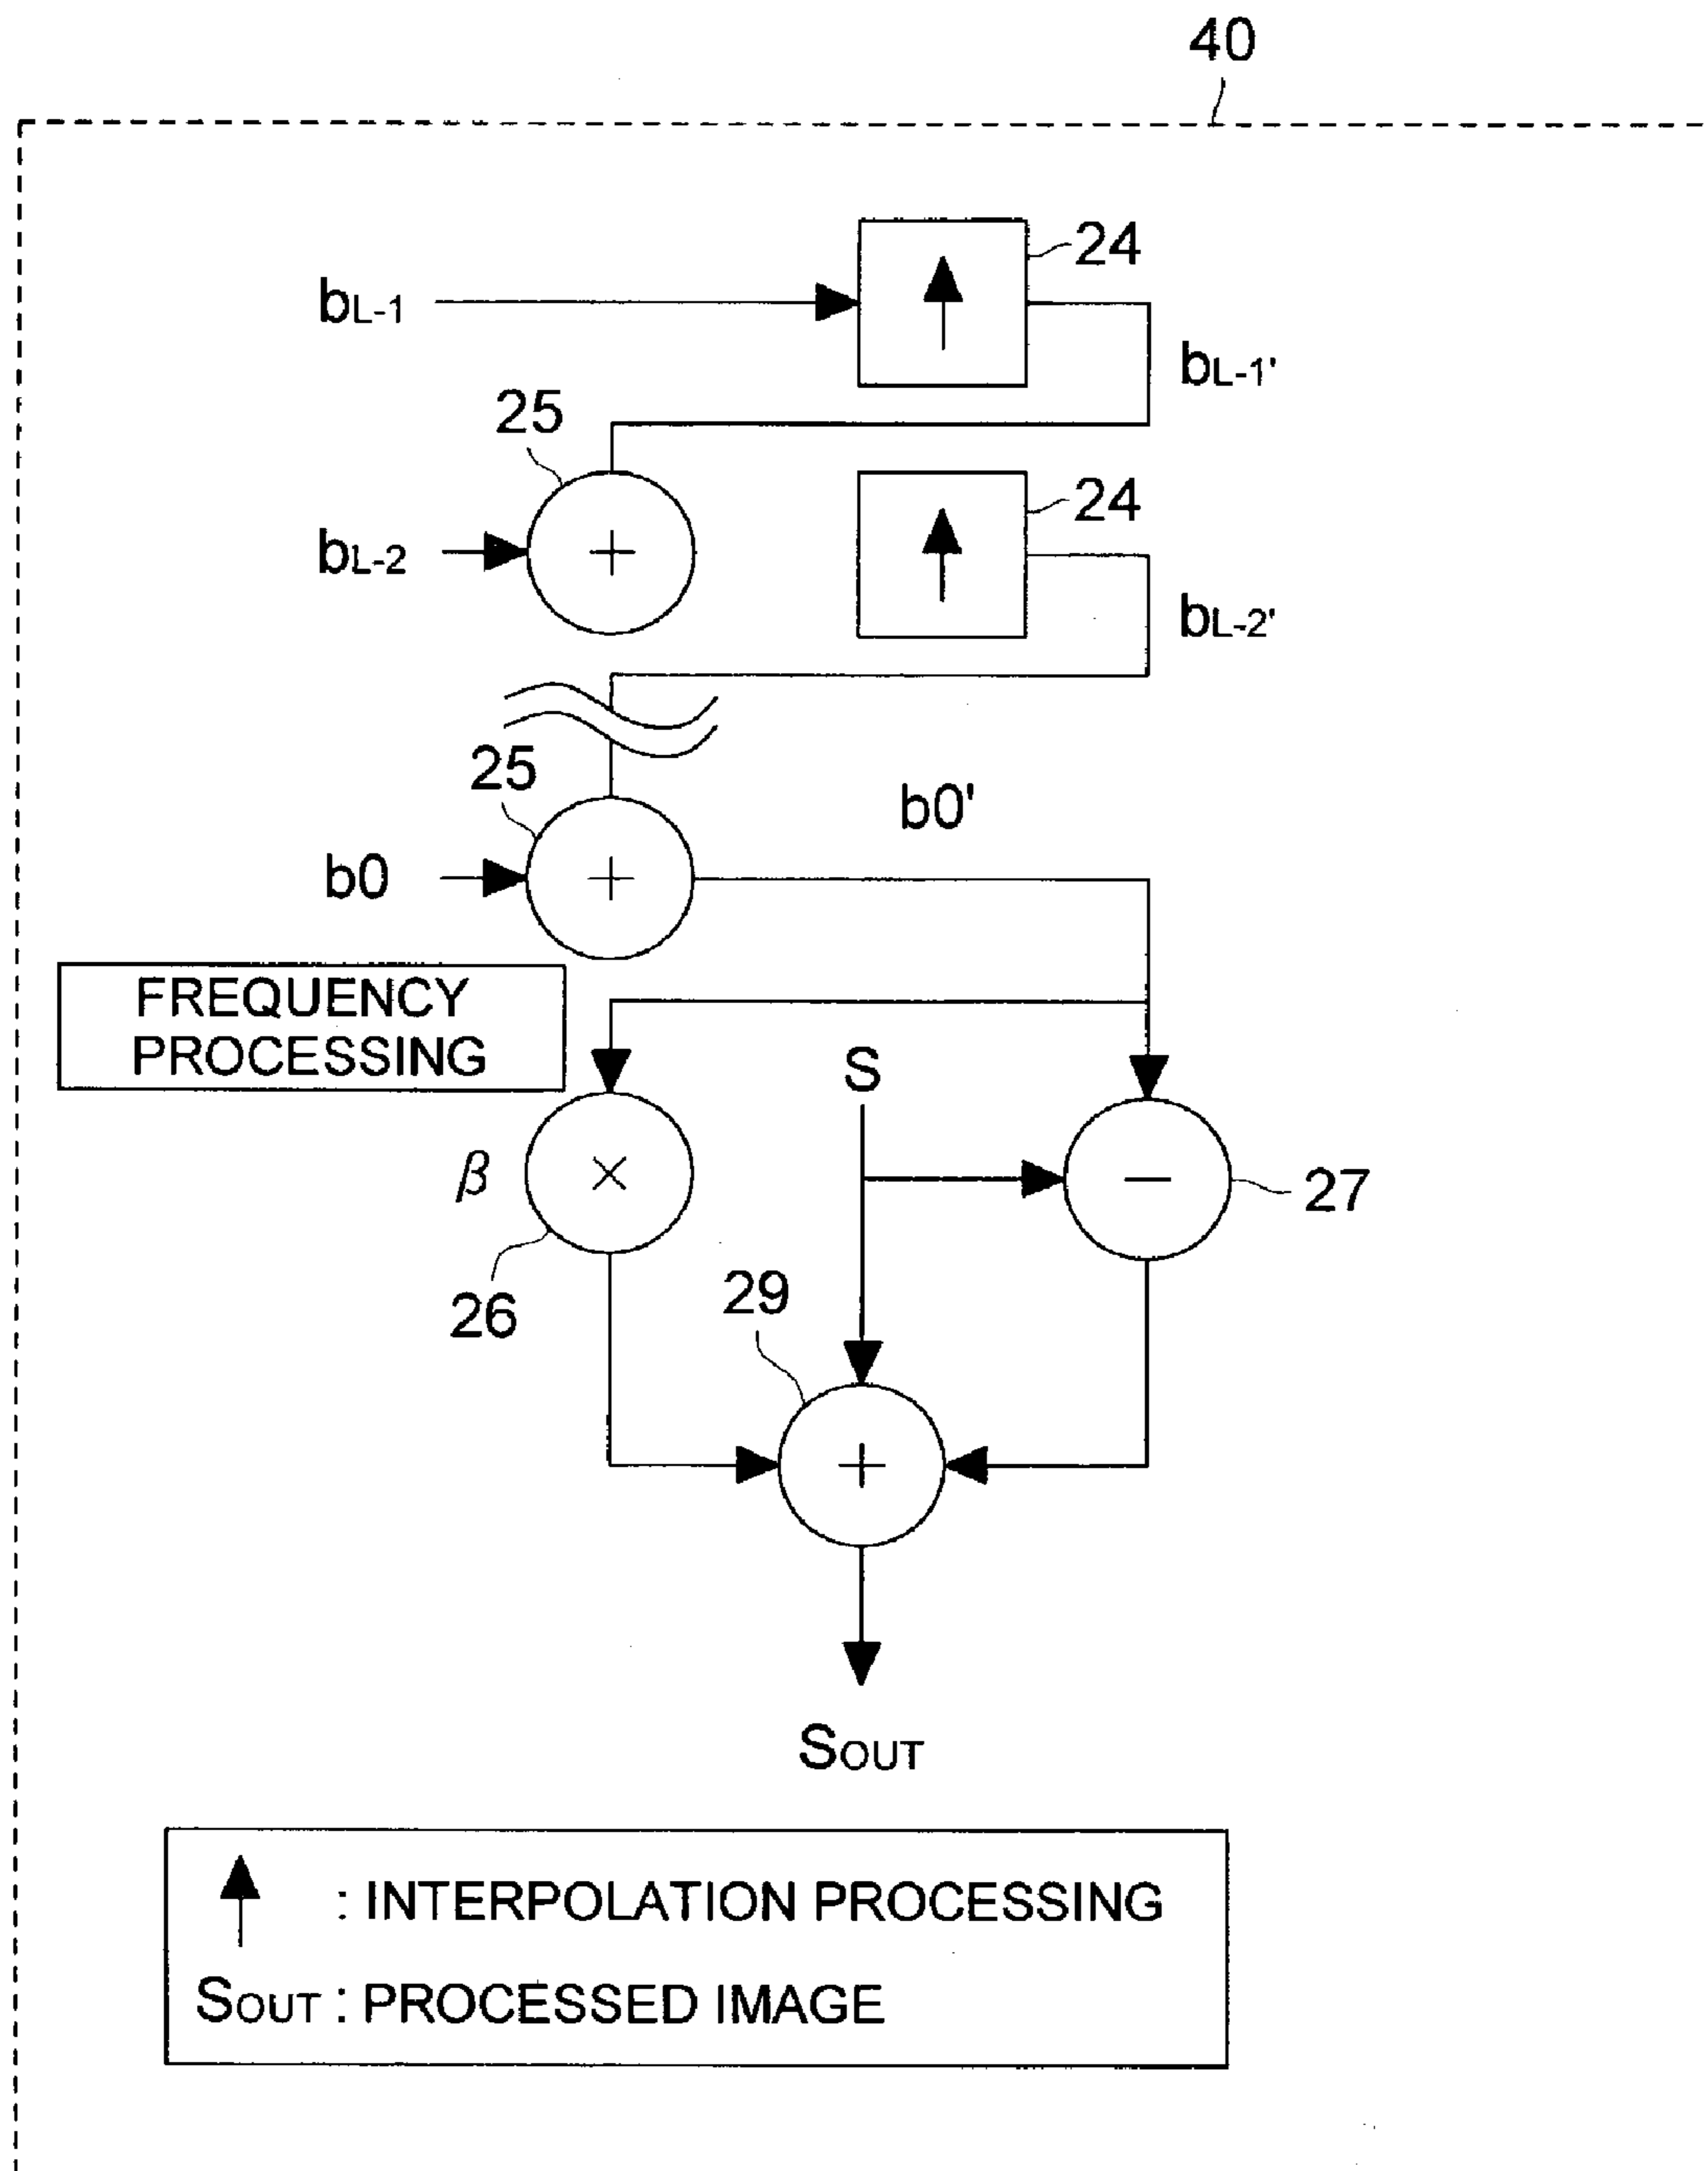 40
24
bL-1
bL-1'
25
24
bL-2
bL-2'
25
b0'
b0
+
+
FREQUENCY
PROCESSING
S
β
×
−
27
26
29
+
SOUT
: INTERPOLATION PROCESSING
SOUT : PROCESSED IMAGE